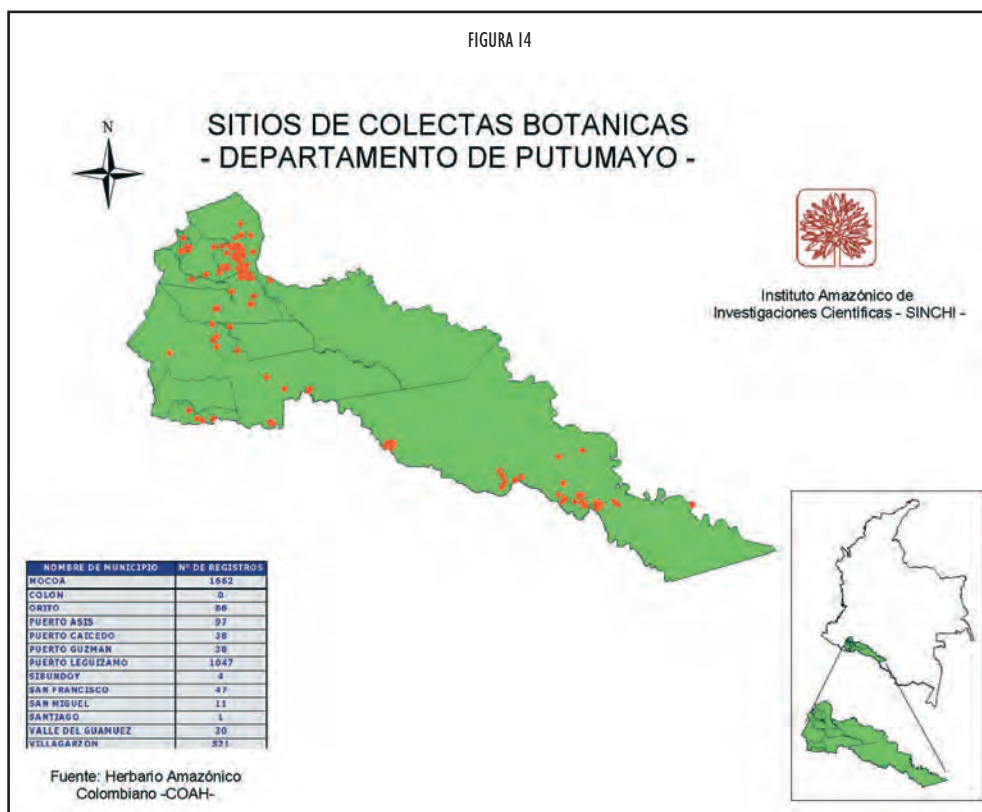 FIGURA 14
N
SITIOS DE COLECTAS BOTANICAS
- DEPARTAMENTO DE PUTUMAYO -
Instituto Amazónico de
Investigaciones Científicas - SINCHI -
NOMBRE DE MUNICIPIO Nº DE REGISTROS
MOCOA 1662
COLON 0
ORITO 86
PUERTO ASIS 97
PUERTO CAICEDO 38
PUERTO GUZMAN
PUERTO LEGUIZAMO 1047
SIBUNDOY 4
SAN FRANCISCO 47
SAN MIGUEL 11
SANTIAGO 1
VALLE DEL GUAMUEZ 30
VILLAGARZON
Fuente: Herbario Amazónico
Colombiano -COAH-